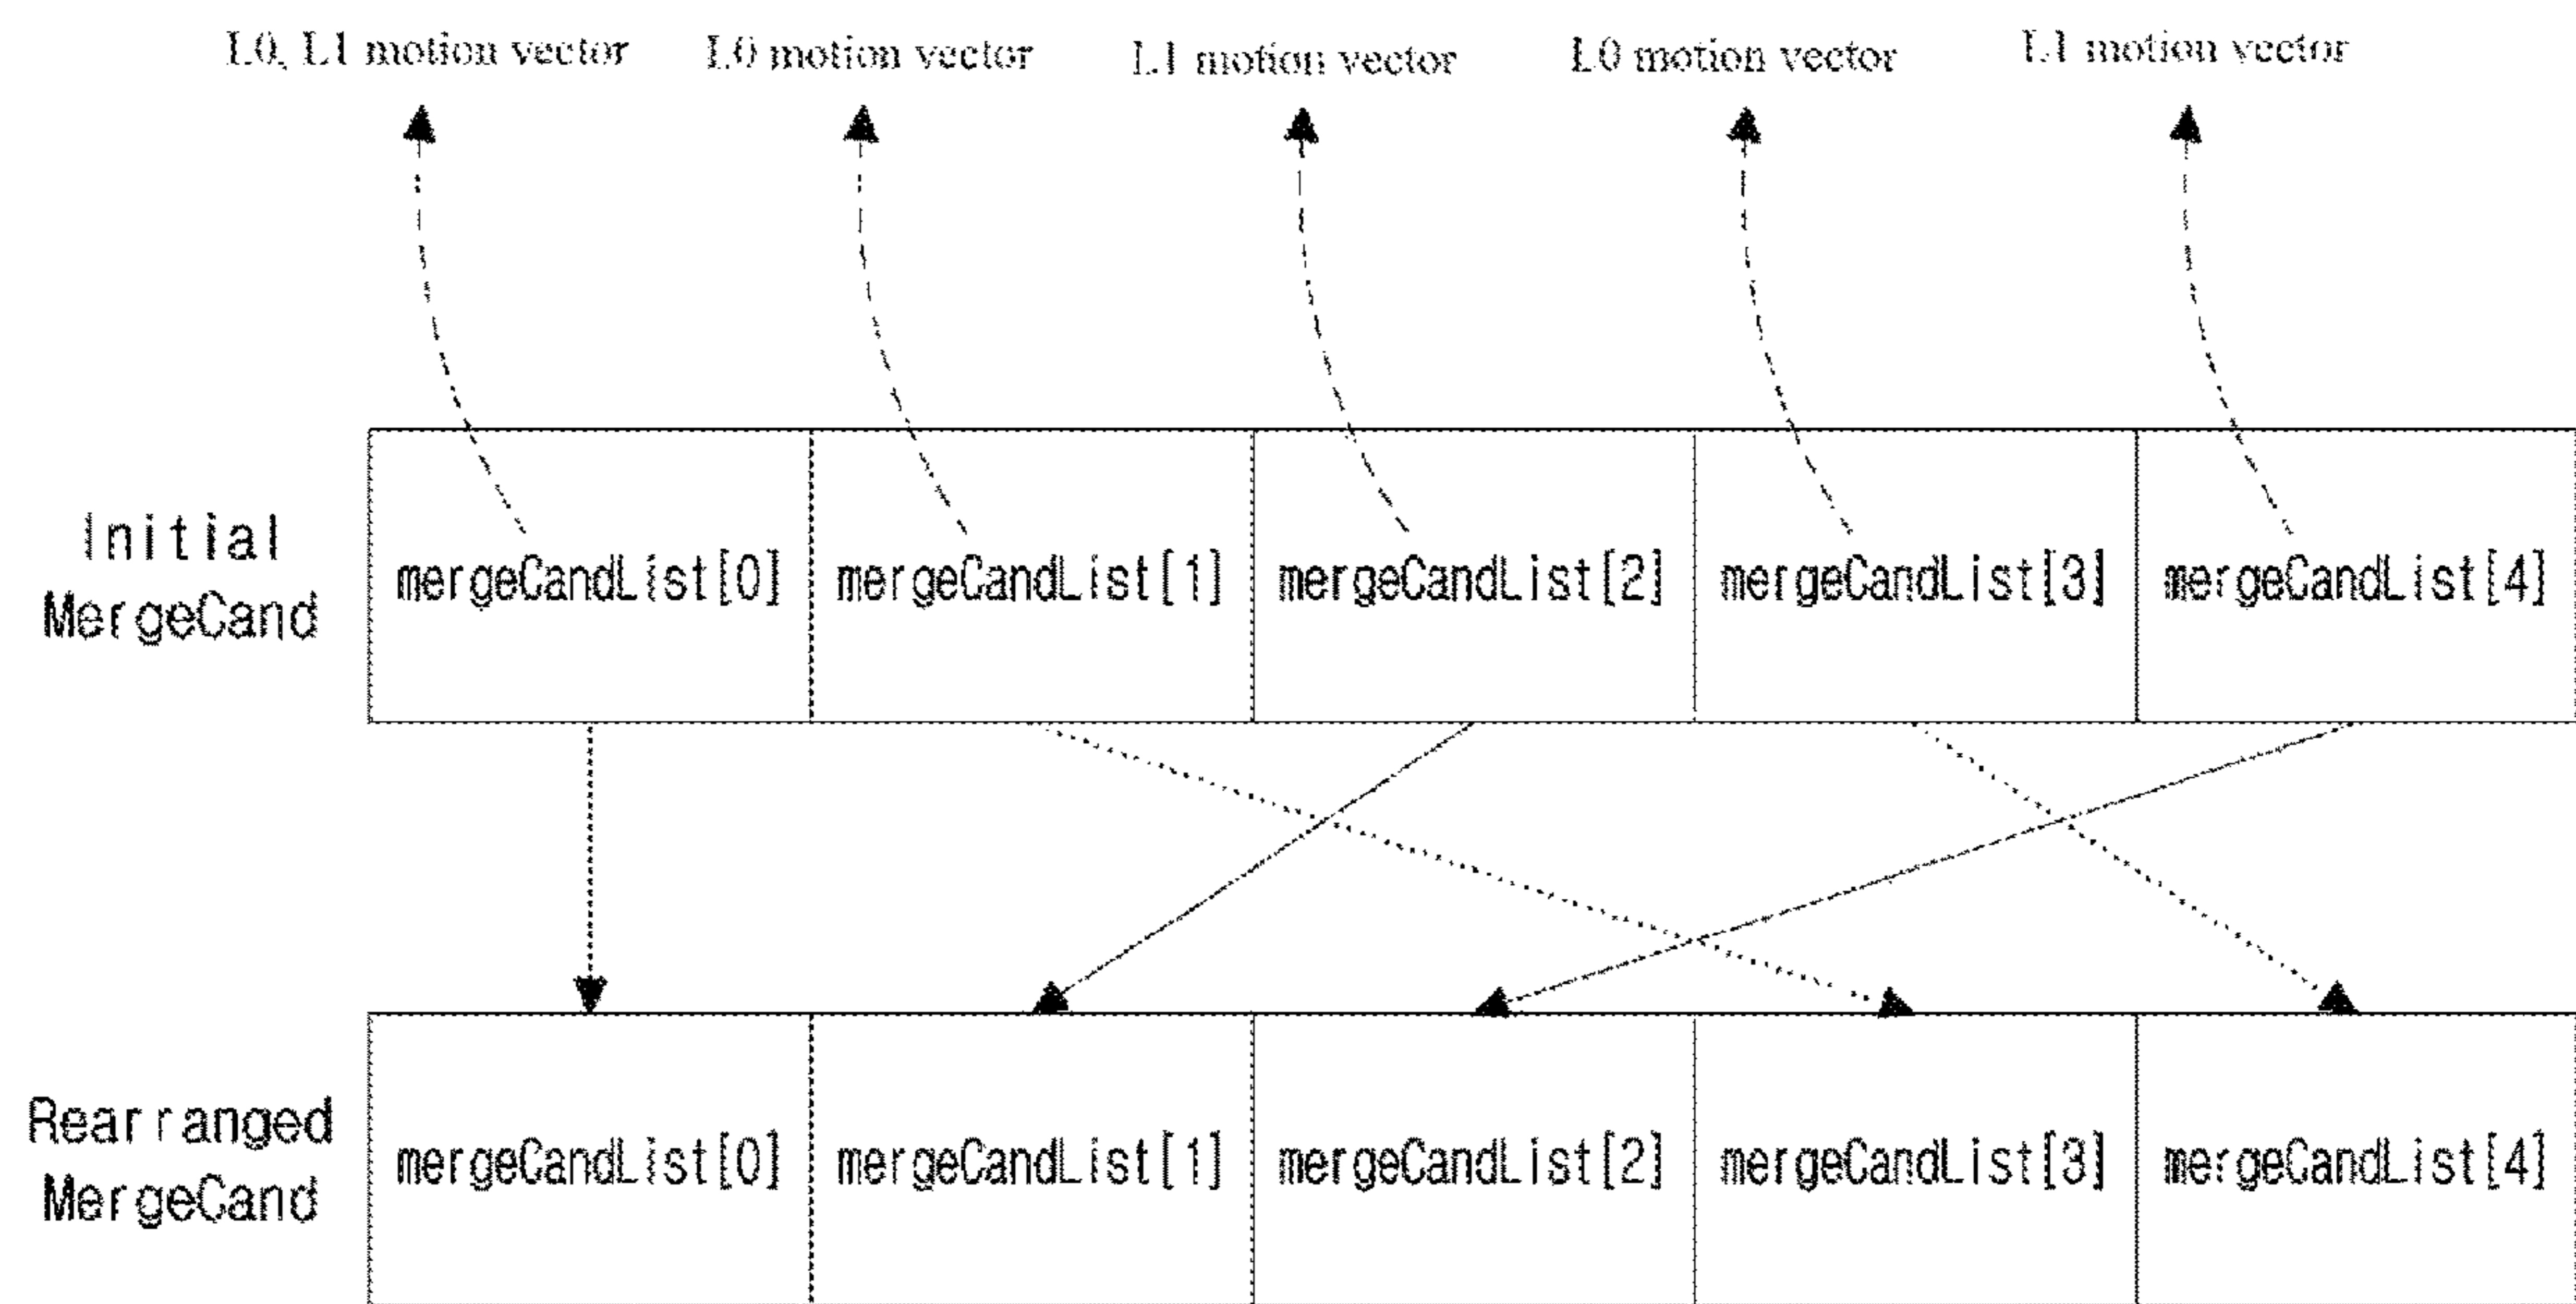 L0, L1 motion vector
L0 motion vector
L1 motion vector
L0 motion vector
L1 motion vector
Initial
MergeCand
mergeCandList[0]
mergeCandList[1]
mergeCandList[2]
mergeCandList[3]
mergeCandList[4]
Rearranged
MergeCand
mergeCandList[0]
mergeCandList[1]
mergeCandList[2]
mergeCandList[3]
mergeCandList[4]